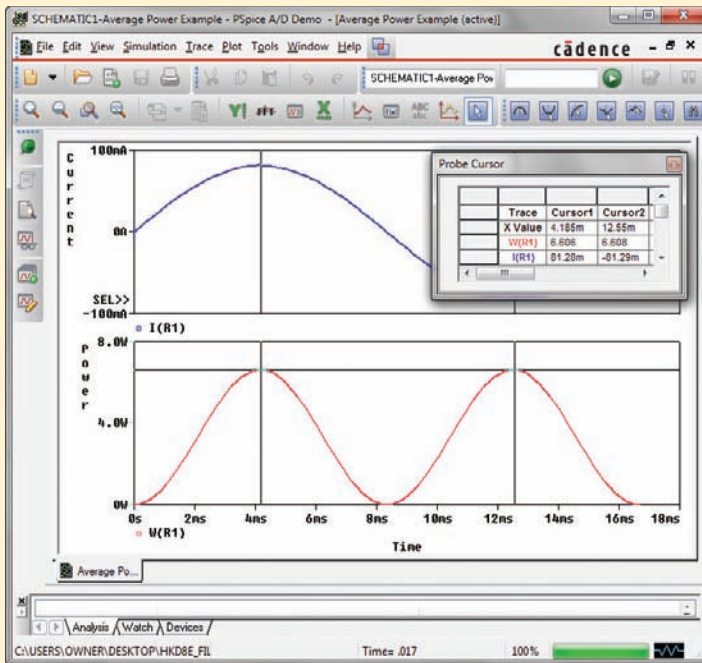 SCHEMATIC1-Average Power Example - PSpice A/D Demo - [Average Power Example (active)]
File Edit View Simulation Trace Plot Tools Window Help
cādence
SCHEMATIC1-Average Pow
Current
100mA
0A
SEL>>
-100mA
I(R1)
Probe Cursor
Trace Cursor1 Cursor2
X Value 4.185m 12.55m
W(R1) 6.606 6.608
I(R1) 81.28m -81.29m
Power
8.0W
4.0W
0W
0s 2ms 4ms 6ms 8ms 10ms 12ms 14ms 16ms 18ms
W(R1)
Time
Average Po...
Analysis Watch Devices
C:\USERS\OWNER\DESKTOP\HKD8E_FIL Time= .017 100%